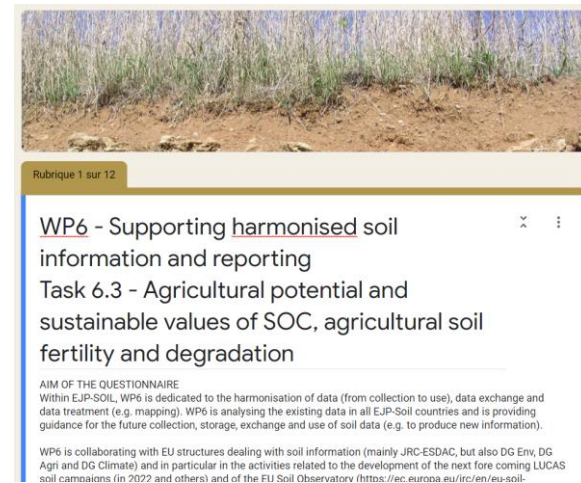 Rubrique 1 sur 12
WP6 - Supporting harmonised soil
information and reporting
Task 6.3 - Agricultural potential and
sustainable values of SOC, agricultural soil
fertility and degradation
AIM OF THE QUESTIONNAIRE
Within EJP-SOIL, WP6 is dedicated to the harmonisation of data (from collection to use), data exchange and
data treatment (e.g. mapping). WP6 is analysing the existing data in all EJP-Soil countries and is providing
guidance for the future collection, storage, exchange and use of soil data (e.g. to produce new information).
WP6 is collaborating with EU structures dealing with soil information (mainly JRC-ESDAC, but also DG Env, DG
Agri and DG Climate) and in particular in the activities related to the development of the next fore coming LUCAS
soil campaigns (in 2022 and others) and of the EU Soil Observatory (https://ec.europa.eu/jrc/en/eu-soil-